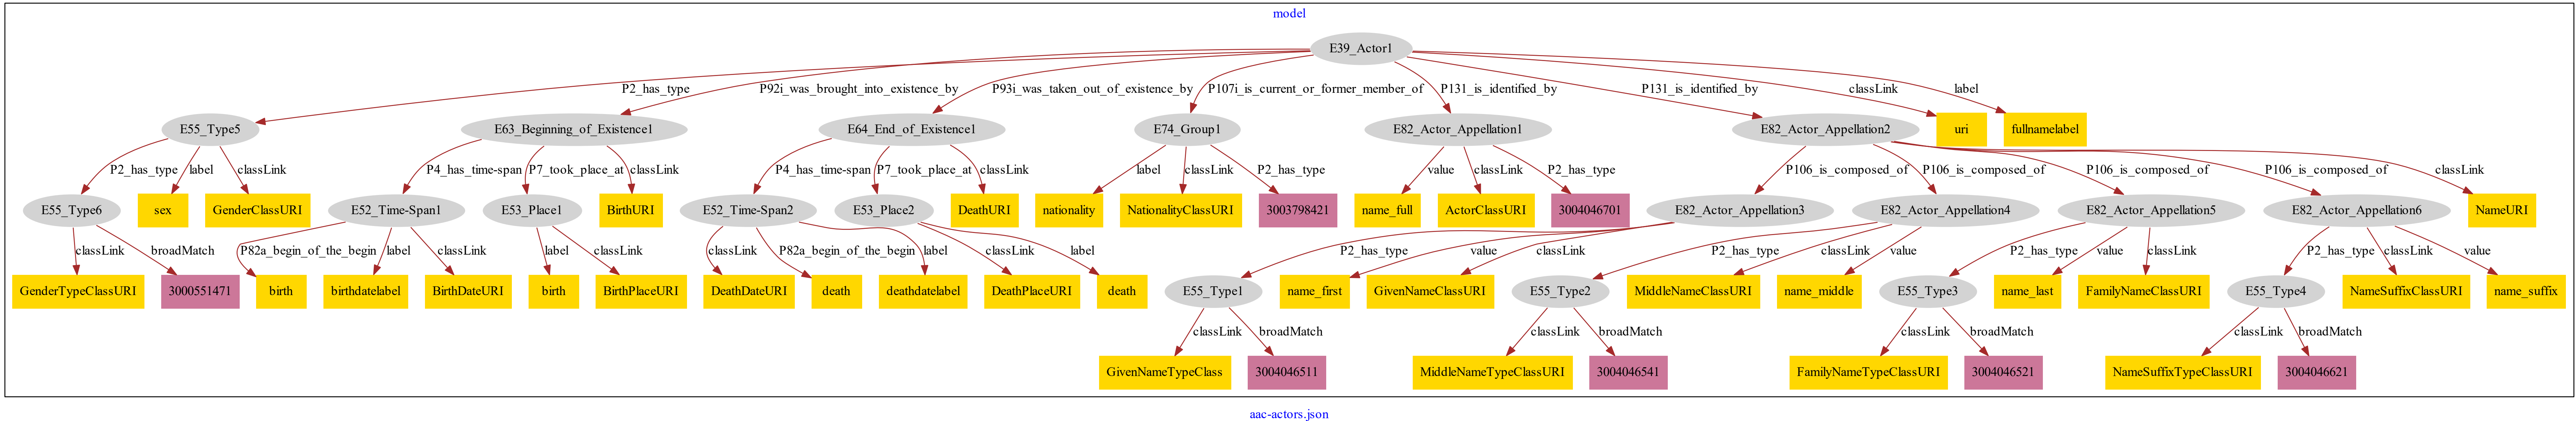 model
E39_Actor1
P2_has_type P92i_was_brought_into_existence_by P93i_was_taken_out_of_existence_by P107i_is_current_or_former_member_of P131_is_identified_by P131_is_identified_by classLink label
E55_Type5 E63_Beginning_of_Existence1 E64_End_of_Existence1 E74_Group1 E82_Actor_Appellation1 E82_Actor_Appellation2 uri fullnamelabel
P2_has_type label classLink P4_has_time-span P7_took_place_at classLink P4_has_time-span P7_took_place_at classLink label classLink P2_has_type value classLink P2_has_type P106_is_composed_of P106_is_composed_of P106_is_composed_of P106_is_composed_of classLink
E55_Type6 sex GenderClassURI E52_Time-Span1 E53_Place1 BirthURI E52_Time-Span2 E53_Place2 DeathURI nationality NationalityClassURI 3003798421 name_full ActorClassURI 3004046701 E82_Actor_Appellation3 E82_Actor_Appellation4 E82_Actor_Appellation5 E82_Actor_Appellation6 NameURI
classLink broadMatch P82a_begin_of_the_begin label classLink label classLink classLink P82a_begin_of_the_begin label classLink label P2_has_type value classLink P2_has_type classLink value P2_has_type value classLink P2_has_type classLink value
GenderTypeClassURI 3000551471 birth birthdatelabel BirthDateURI birth BirthPlaceURI DeathDateURI death deathdatelabel DeathPlaceURI death E55_Type1 name_first GivenNameClassURI E55_Type2 MiddleNameClassURI name_middle E55_Type3 name_last FamilyNameClassURI E55_Type4 NameSuffixClassURI name_suffix
classLink broadMatch classLink broadMatch classLink broadMatch classLink broadMatch
GivenNameTypeClass 3004046511 MiddleNameTypeClassURI 3004046541 FamilyNameTypeClassURI 3004046521 NameSuffixTypeClassURI 3004046621
aac-actors.json